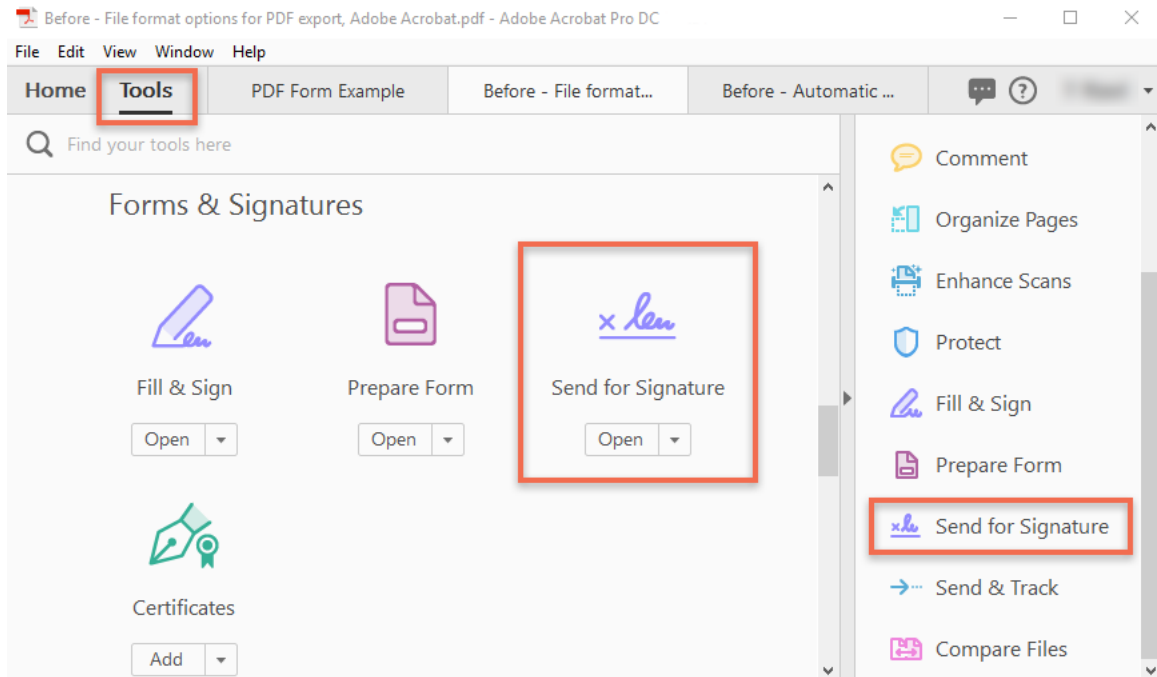 Before - File format options for PDF export, Adobe Acrobat.pdf - Adobe Acrobat Pro DC
File Edit View Window Help
Home Tools PDF Form Example Before - File format... Before - Automatic ...
Find your tools here
Forms & Signatures
Fill & Sign Prepare Form Send for Signature
Open Open Open
Certificates
Add
Comment
Organize Pages
Enhance Scans
Protect
Fill & Sign
Prepare Form
Send for Signature
Send & Track
Compare Files